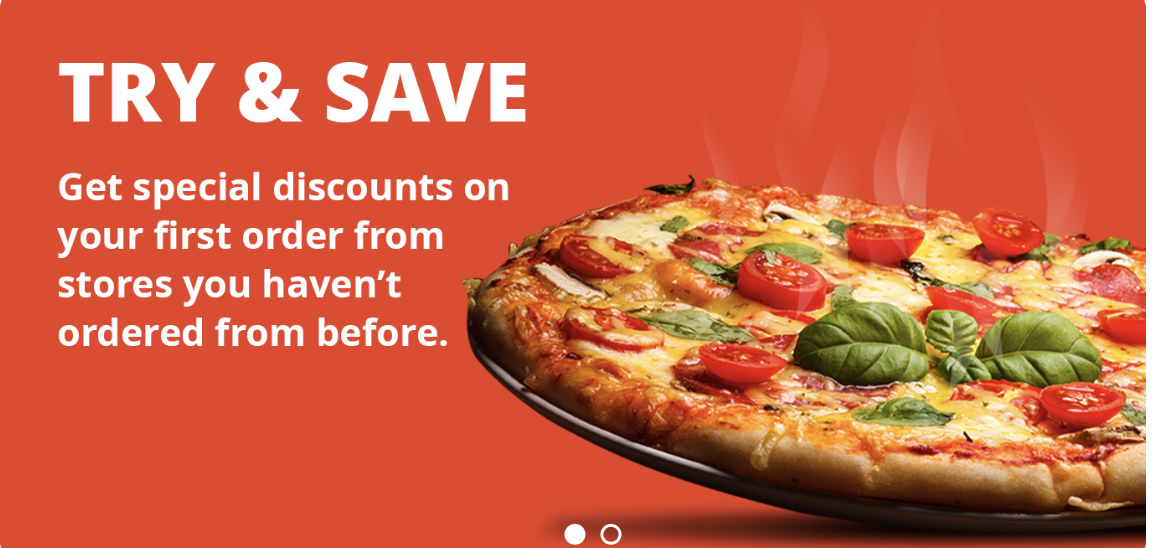 TRY & SAVE
Get special discounts on
your first order from
stores you haven’t
ordered from before.